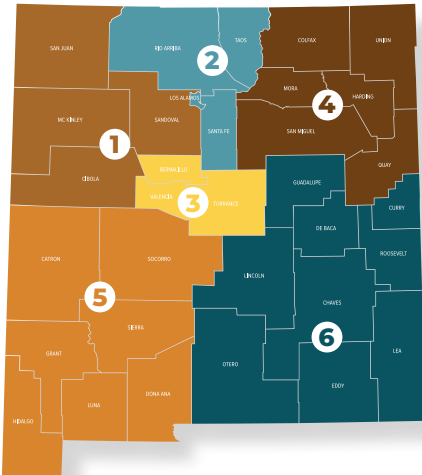 SAN JUAN
RIO ARRIBA
TAOS
COLFAX
UNION
2
MORA
HARDING
LOS ALAMOS
4
MC KINLEY
SANDOVAL
SANTA FE
SAN MIGUEL
1
QUAY
BERNALILLO
CIBOLA
GUADALUPE
VALENCIA
3
TORRANCE
CURRY
DE BACA
CATRON
SOCORRO
ROOSEVELT
LINCOLN
5
CHAVES
SIERRA
6
GRANT
OTERO
LEA
EDDY
HIDALGO
LUNA
DONA ANA